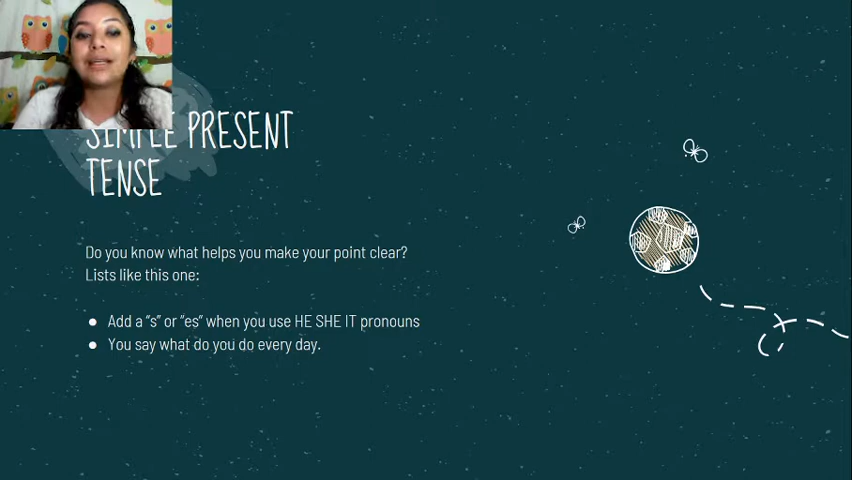 SIMPLE PRESENT
TENSE
Do you know what helps you make your point clear?
Lists like this one:
● Add a "s" or "es" when you use HE SHE IT pronouns
● You say what do you do every day.